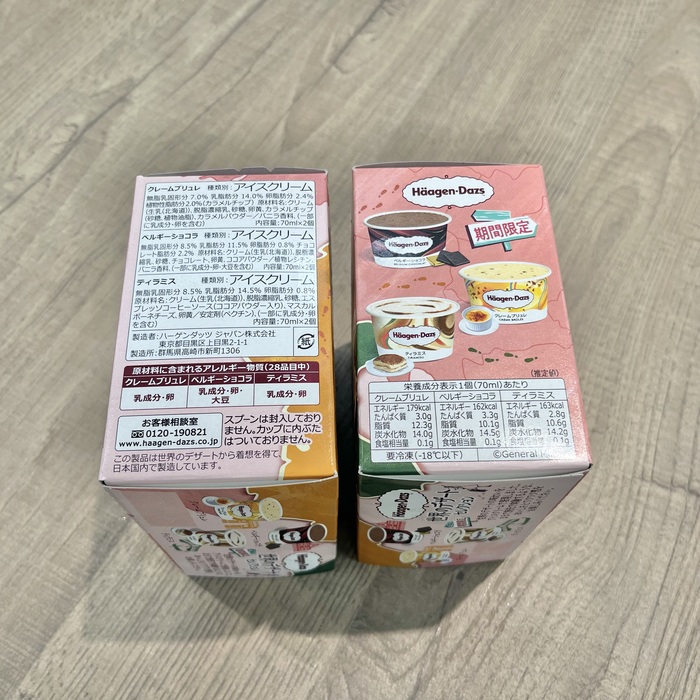 クレームブリュレ 種類別:アイスクリーム
無脂乳固形分 7.0% 乳脂肪分 14.0% 卵脂肪分 2.4%
植物性脂肪分2.0%(カラメルチップ) 原材料名:クリーム
(生乳(北海道))、脱脂濃縮乳、砂糖、卵黄、カラメルチップ
(砂糖、植物油脂)、カラメルパウダー/バニラ香料、(一部
に乳成分・卵を含む) 内容量:70ml×2個
ベルギーショコラ 種類別:アイスクリーム
無脂乳固形分 8.5% 乳脂肪分 11.5% 卵脂肪分 0.8% チョコ
レート脂肪分 2.2% 原材料名:クリーム(生乳(北海道))、脱脂濃
縮乳、砂糖、チョコレート、卵黄、ココアパウダー/植物レシチン、
バニラ香料、(一部に乳成分・卵・大豆を含む) 内容量:70ml×2個
ティラミス 種類別:アイスクリーム
無脂乳固形分 8.5% 乳脂肪分 14.5% 卵脂肪分 0.8%
原材料名:クリーム(生乳(北海道))、脱脂濃縮乳、砂糖、エス
プレッソコーヒーソース(ココアパウダー入り)、マスカル
ポーネチーズ、卵黄/安定剤(ペクチン)、(一部に乳成分・卵
を含む) 内容量:70ml×2個
製造者:ハーゲンダッツ ジャパン株式会社
東京都目黒区上目黒2-1-1
製造所:群馬県高崎市新町1306
紙
原材料に含まれるアレルギー物質(28品目中)
クレームブリュレ ベルギーショコラ ティラミス
乳成分・卵 乳成分・卵・大豆 乳成分・卵
お客様相談室
0120-190821
www.haagen-dazs.co.jp
スプーンは封入しており
ません。カップに内ぶた
はついておりません。
この製品は世界のデザートから着想を得て、
日本国内で製造しています。
Häagen-Dazs
期間限定
Häagen-Dazs
ベルギーショコラ
Häagen-Dazs
クレームブリュレ
Häagen-Dazs
ティラミス
(推定値)
栄養成分表示1個(70ml)あたり
クレームブリュレ ベルギーショコラ ティラミス
エネルギー 179kcal エネルギー 162kcal エネルギー 163kcal
たんぱく質 3.0g たんぱく質 3.3g たんぱく質 2.8g
脂質 12.3g 脂質 10.1g 脂質 10.6g
炭水化物 14.0g 炭水化物 14.5g 炭水化物 14.2g
食塩相当量 0.1g 食塩相当量 0.1g 食塩相当量 0.1g
要冷凍(-18℃以下) ©General
Häagen-Dazs
世界のデザート
セレクション